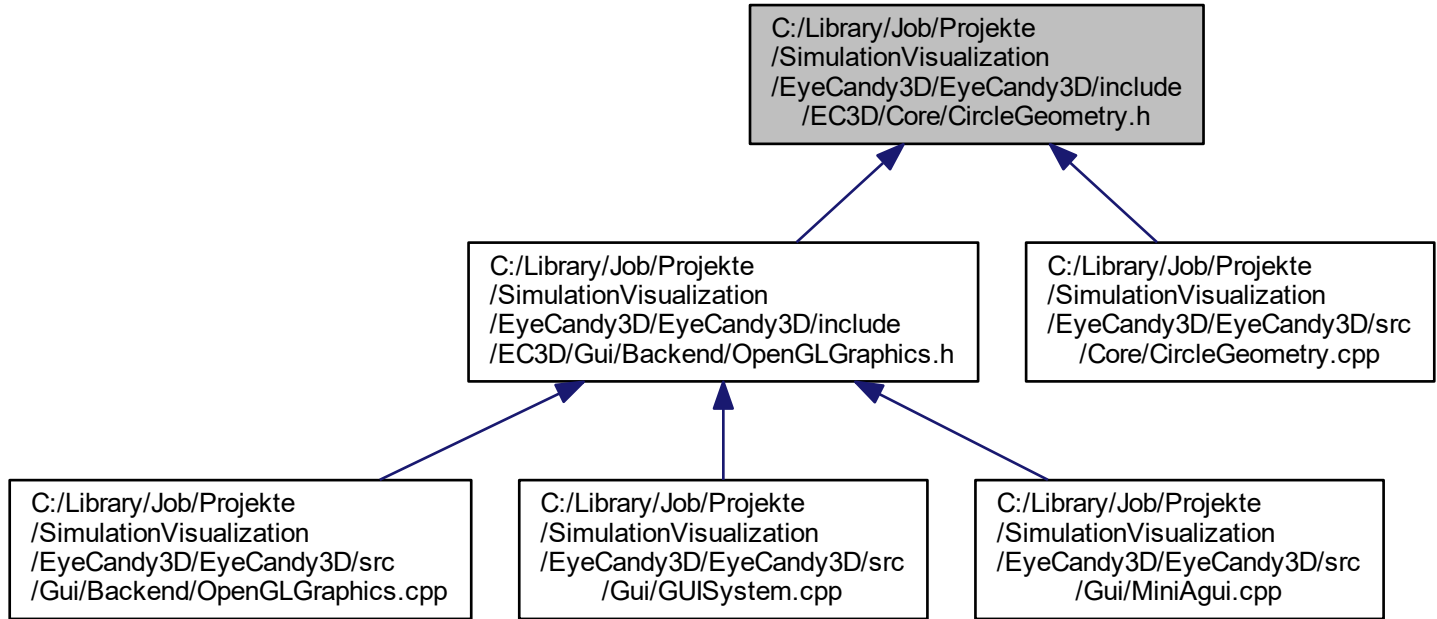 C:/Library/Job/Projekte
/SimulationVisualization
/EyeCandy3D/EyeCandy3D/include
/EC3D/Core/CircleGeometry.h
C:/Library/Job/Projekte
/SimulationVisualization
/EyeCandy3D/EyeCandy3D/include
/EC3D/Gui/Backend/OpenGLGraphics.h
C:/Library/Job/Projekte
/SimulationVisualization
/EyeCandy3D/EyeCandy3D/src
/Core/CircleGeometry.cpp
C:/Library/Job/Projekte
/SimulationVisualization
/EyeCandy3D/EyeCandy3D/src
/Gui/Backend/OpenGLGraphics.cpp
C:/Library/Job/Projekte
/SimulationVisualization
/EyeCandy3D/EyeCandy3D/src
/Gui/GUISystem.cpp
C:/Library/Job/Projekte
/SimulationVisualization
/EyeCandy3D/EyeCandy3D/src
/Gui/MiniAgui.cpp